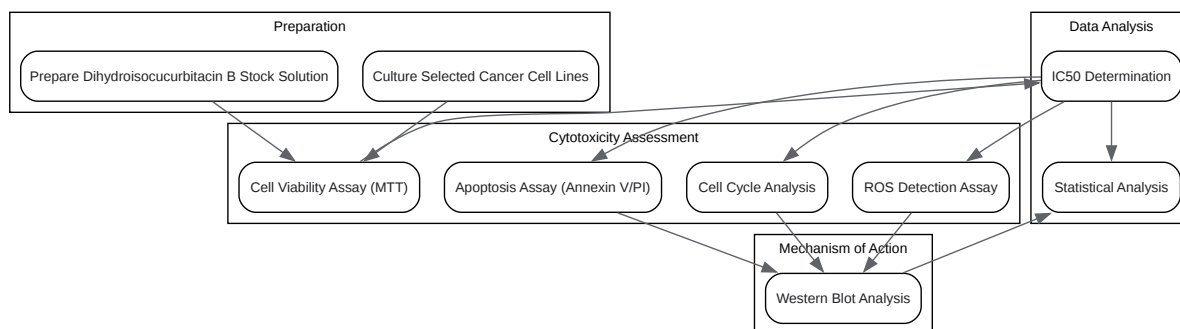 Preparation
Prepare Dihydroisocucurbitacin B Stock Solution
Culture Selected Cancer Cell Lines
Data Analysis
IC50 Determination
Statistical Analysis
Cytotoxicity Assessment
Cell Viability Assay (MTT)
Apoptosis Assay (Annexin V/PI)
Cell Cycle Analysis
ROS Detection Assay
Mechanism of Action
Western Blot Analysis